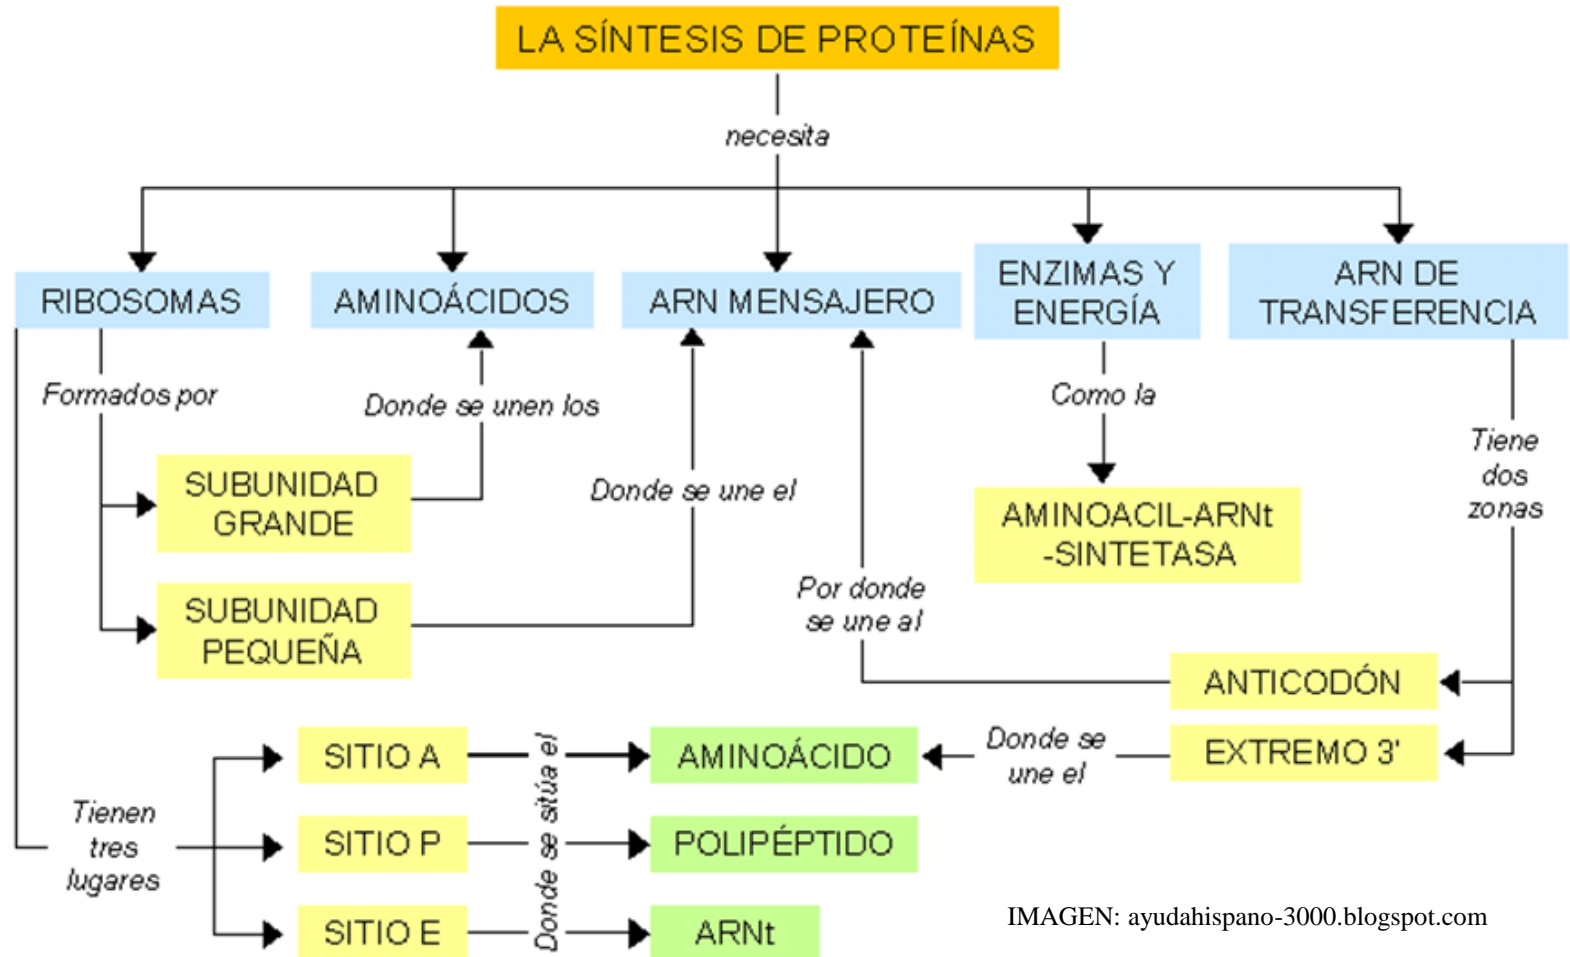 LA SÍNTESIS DE PROTEÍNAS
necesita
RIBOSOMAS
AMINOÁCIDOS
ARN MENSAJERO
ENZIMAS Y
ENERGÍA
ARN DE
TRANSFERENCIA
Formados por
Donde se unen los
Donde se une el
Como la
Tiene
dos
zonas
SUBUNIDAD
GRANDE
SUBUNIDAD
PEQUEÑA
AMINOACIL-ARNt
-SINTETASA
Por donde
se une al
ANTICODÓN
EXTREMO 3'
Donde se
une el
Tienen
tres
lugares
SITIO A
SITIO P
SITIO E
Donde se sitúa el
AMINOÁCIDO
POLIPÉPTIDO
ARNt
IMAGEN: ayudahispano-3000.blogspot.com